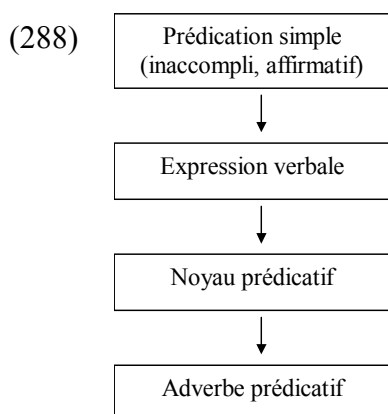 (288)
Prédication simple
(inaccompli, affirmatif)
Expression verbale
Noyau prédicatif
Adverbe prédicatif